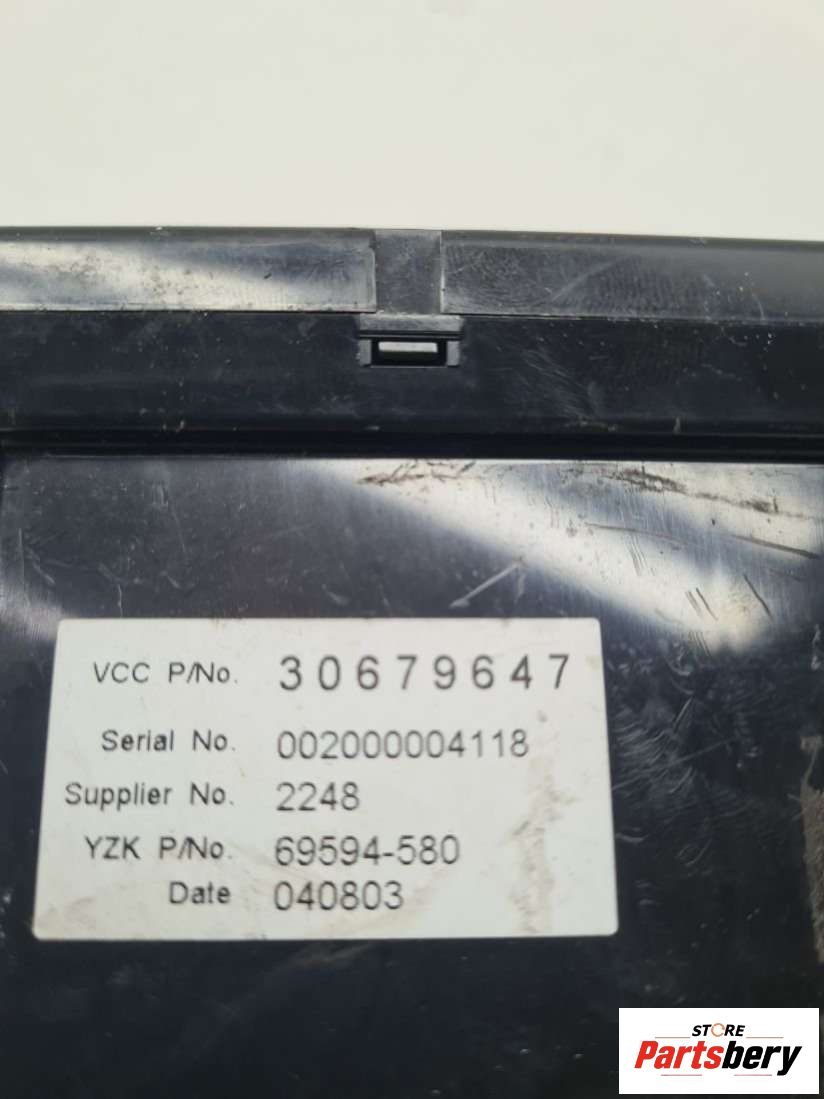 VCC P/No. 30679647
Serial No. 002000004118
Supplier No. 2248
YZK P/No. 69594-580
Date 040803
STORE
Partsbery